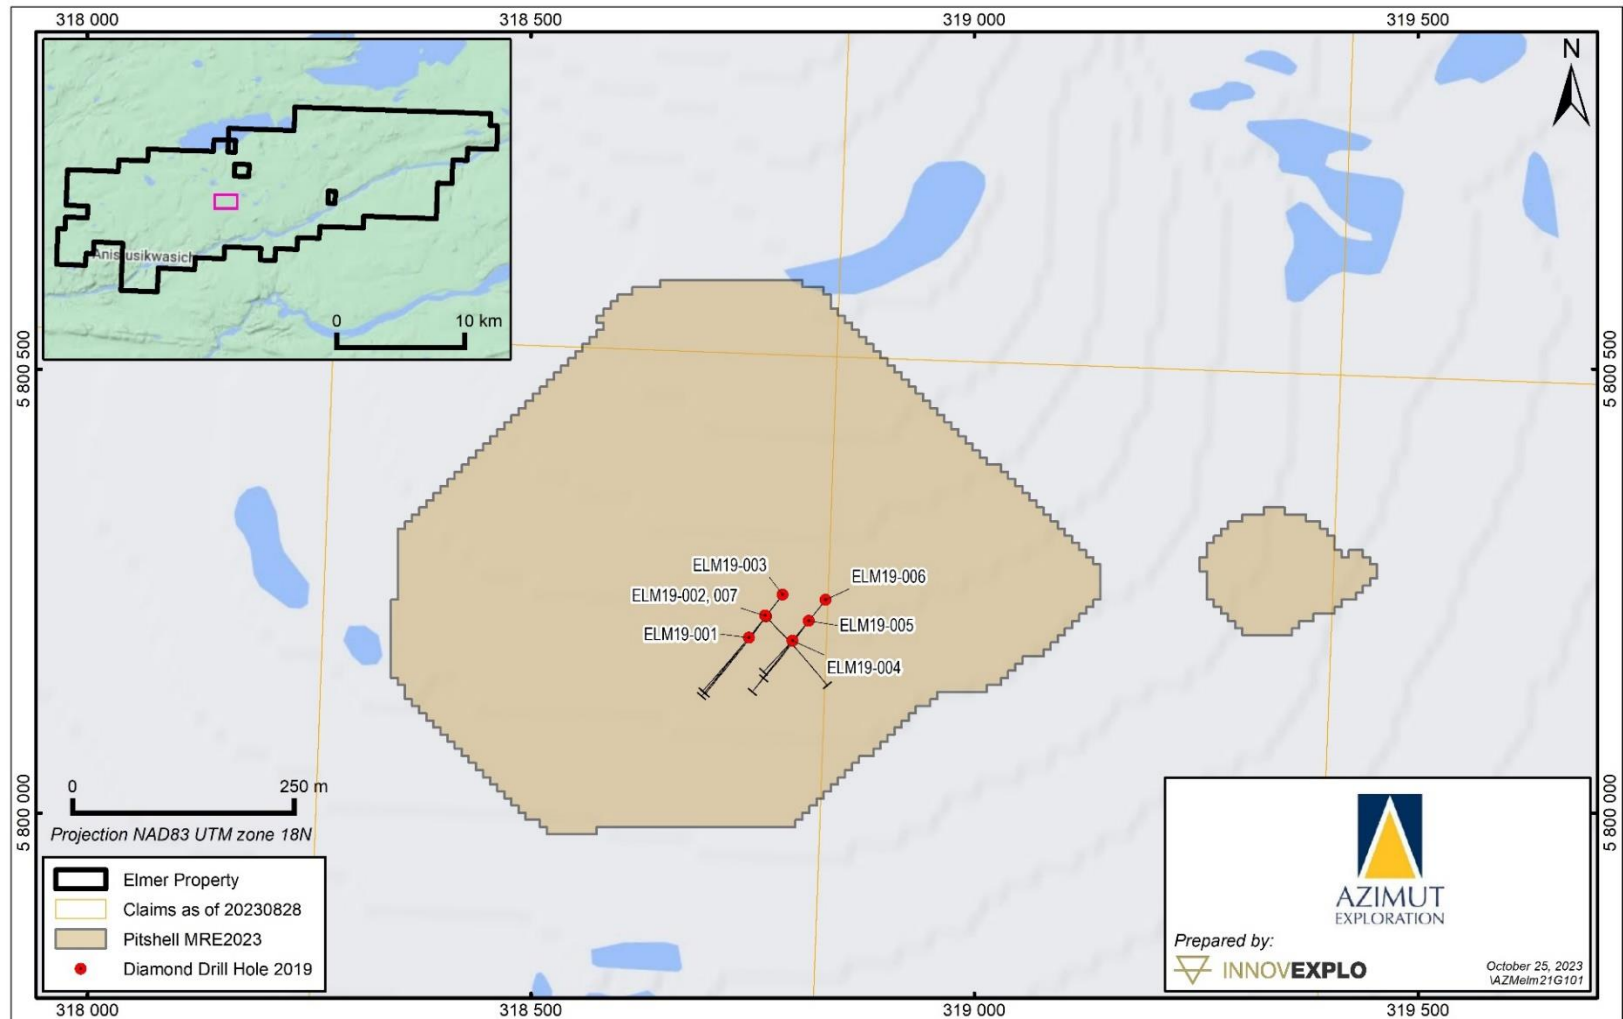 318 000
318 500
319 000
319 500
N
Anistusikwasich
0
10 km
5 800 500
5 800 500
ELM19-003
ELM19-006
ELM19-002, 007
ELM19-005
ELM19-001
ELM19-004
5 800 000
5 800 000
0
250 m
Projection NAD83 UTM zone 18N
Elmer Property
Claims as of 20230828
Pitshell MRE2023
Diamond Drill Hole 2019
AZIMUT
EXPLORATION
Prepared by:
INNOVEXPLO
October 25, 2023
\AZMelm21G101
318 000
318 500
319 000
319 500